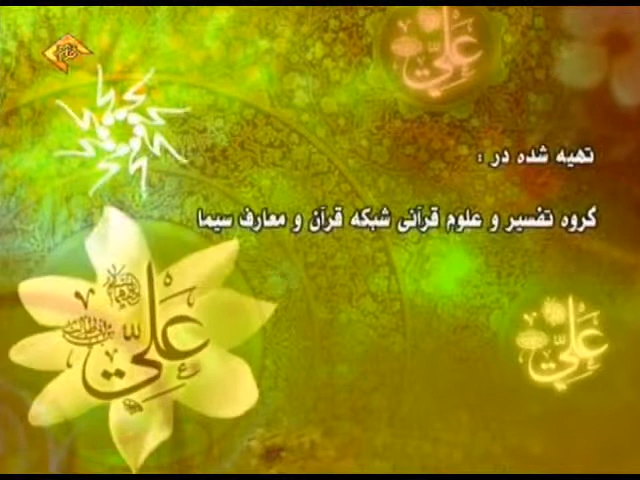 تهیه شده در :
گروه تفسیر و علوم قرآنی شبکه قرآن و معارف سیما
علیّ
علیّ
علیّ